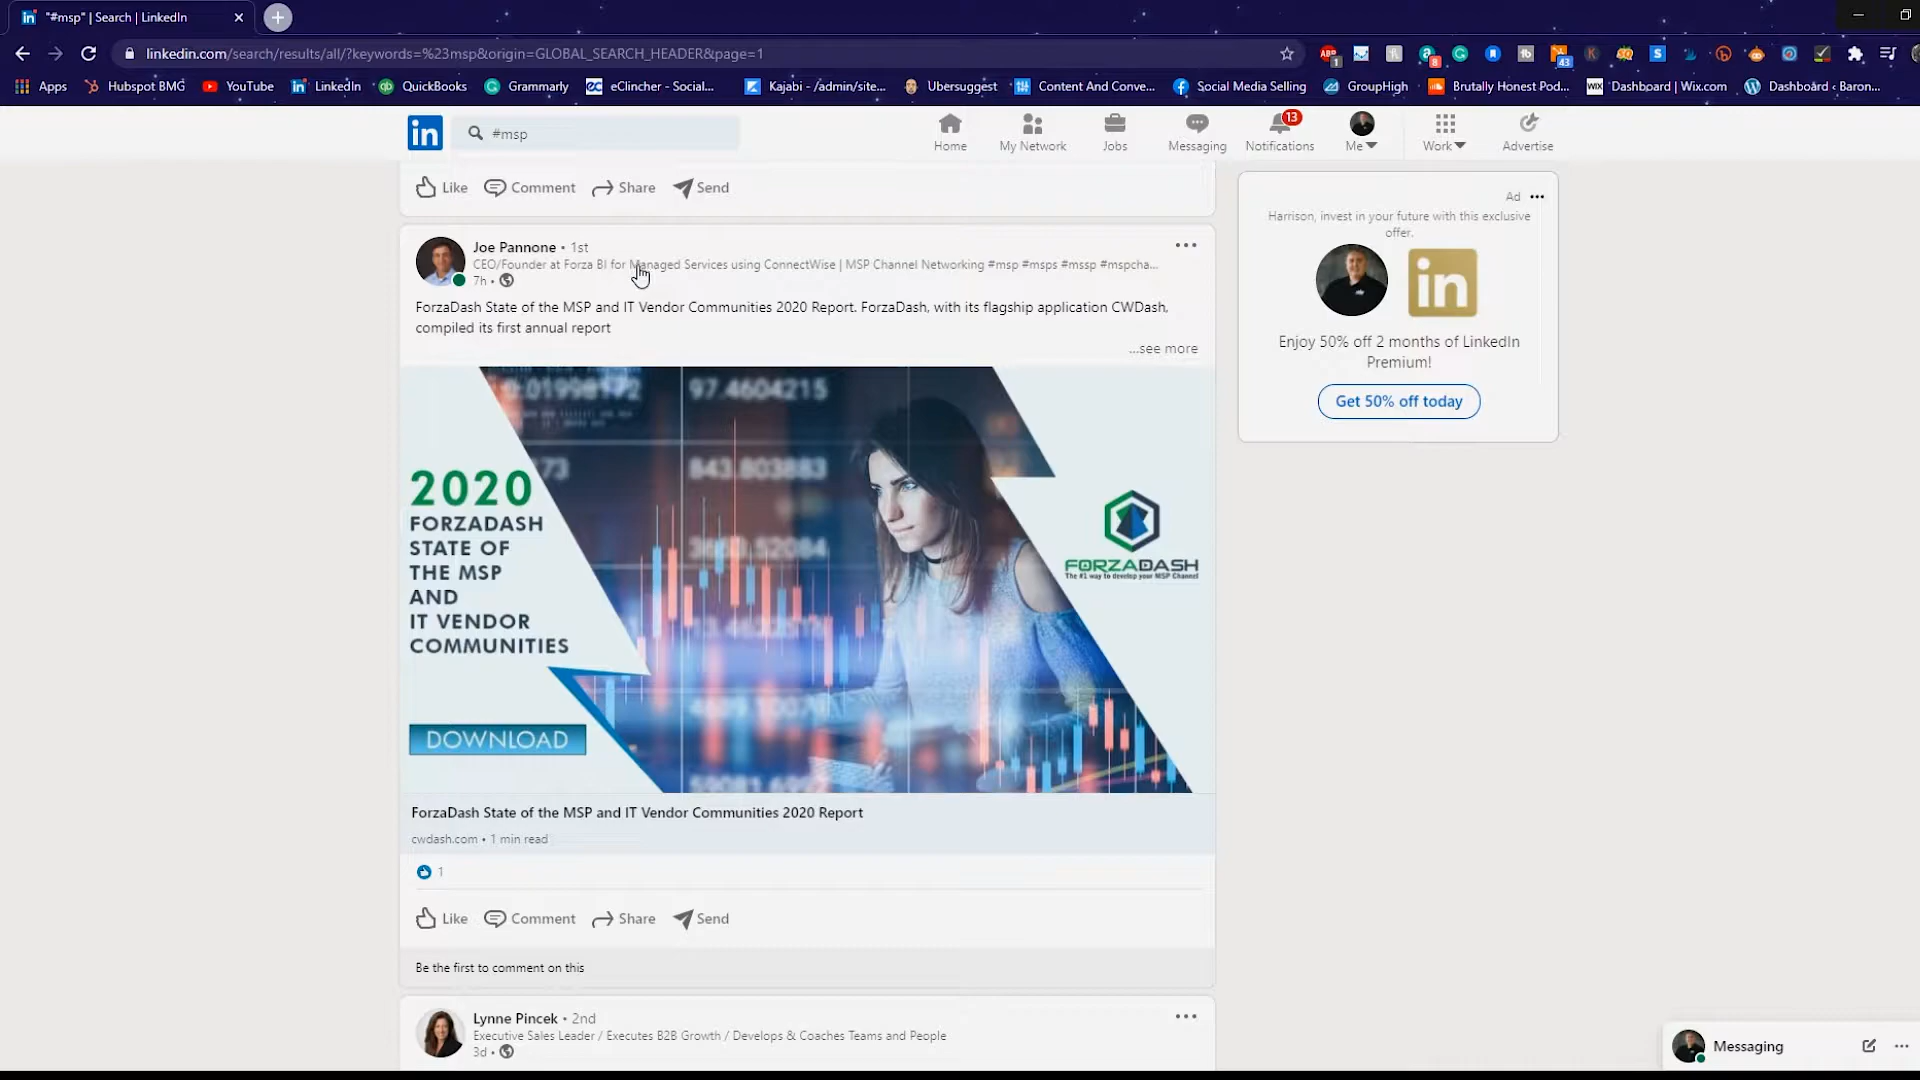 "#msp" | Search | LinkedIn
linkedin.com/search/results/all/?keywords=%23msp&origin=GLOBAL_SEARCH_HEADER&page=1
Apps Hubspot BMG YouTube LinkedIn QuickBooks Grammarly eClincher - Social... Kajabi - /admin/site... Ubersuggest Content And Conve... Social Media Selling GroupHigh Brutally Honest Pod... Dashboard | Wix.com Dashboard ‹ Baron...
#msp
13
Home My Network Jobs Messaging Notifications Me Work Advertise
Like Comment Share Send
Joe Pannone • 1st
CEO/Founder at Forza BI for Managed Services using ConnectWise | MSP Channel Networking #msp #msps #mssp #mspcha...
7h •
ForzaDash State of the MSP and IT Vendor Communities 2020 Report. ForzaDash, with its flagship application CWDash,
compiled its first annual report
...see more
0.01998172 97.4604215
843.803883
2020
FORZADASH
STATE OF
THE MSP
AND
IT VENDOR
COMMUNITIES
DOWNLOAD
FORZADASH
The #1 way to develop your MSP Channel
ForzaDash State of the MSP and IT Vendor Communities 2020 Report
cwdash.com • 1 min read
1
Like Comment Share Send
Be the first to comment on this
Lynne Pincek • 2nd
Executive Sales Leader / Executes B2B Growth / Develops & Coaches Teams and People
3d •
Ad
Harrison, invest in your future with this exclusive
offer.
Enjoy 50% off 2 months of LinkedIn
Premium!
Get 50% off today
Messaging